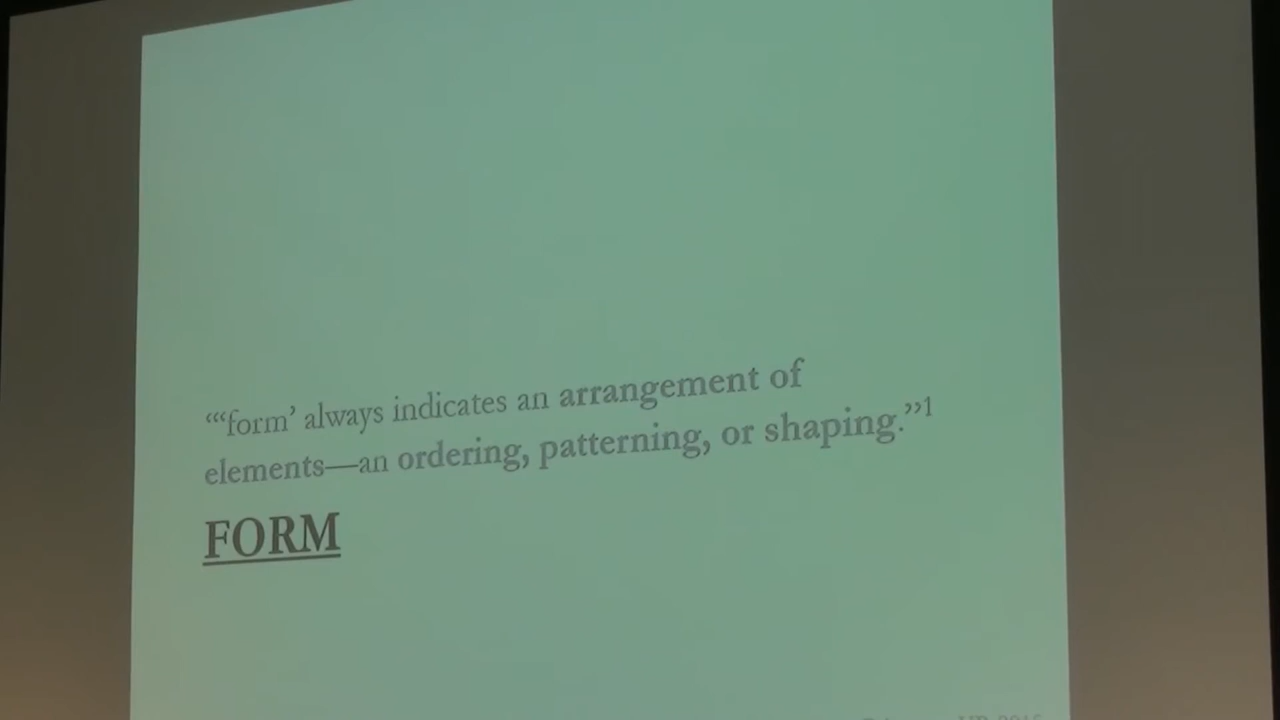 “‘form’ always indicates an arrangement of
elements—an ordering, patterning, or shaping.”1
FORM